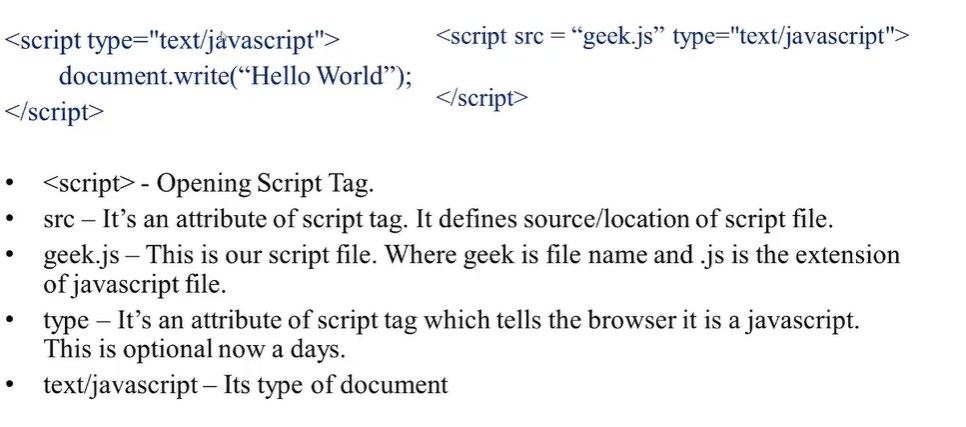 <script type="text/javascript">
document.write(“Hello World”);
</script>
<script src = “geek.js” type="text/javascript">
</script>
• <script> - Opening Script Tag.
• src – It’s an attribute of script tag. It defines source/location of script file.
• geek.js – This is our script file. Where geek is file name and .js is the extension
of javascript file.
• type – It’s an attribute of script tag which tells the browser it is a javascript.
This is optional now a days.
• text/javascript – Its type of document